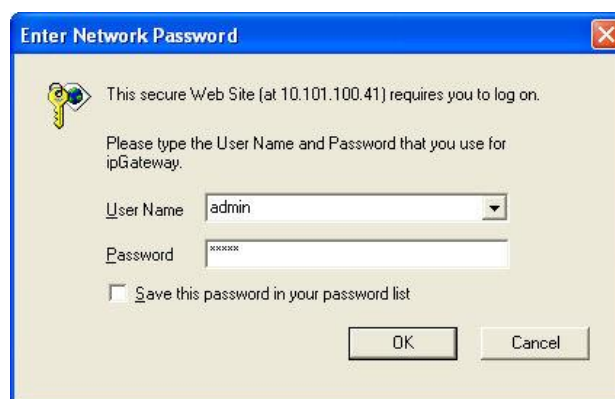 Enter Network Password
This secure Web Site (at 10.101.100.41) requires you to log on.
Please type the User Name and Password that you use for
ipGateway.
User Name admin
Password *****
Save this password in your password list
OK Cancel